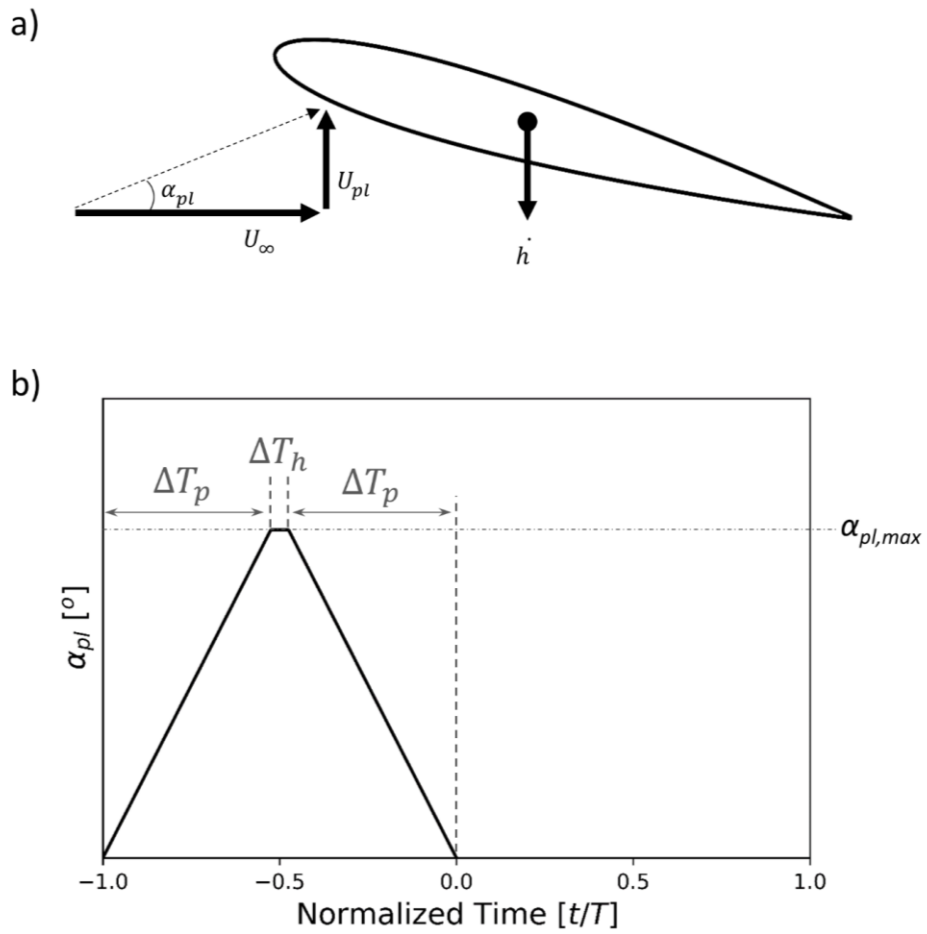 a)
α_pl
U_pl
U_∞
ḣ
b)
ΔT_h
ΔT_p
ΔT_p
α_pl,max
α_pl [°]
−1.0
−0.5
0.0
0.5
1.0
Normalized Time [t/T]